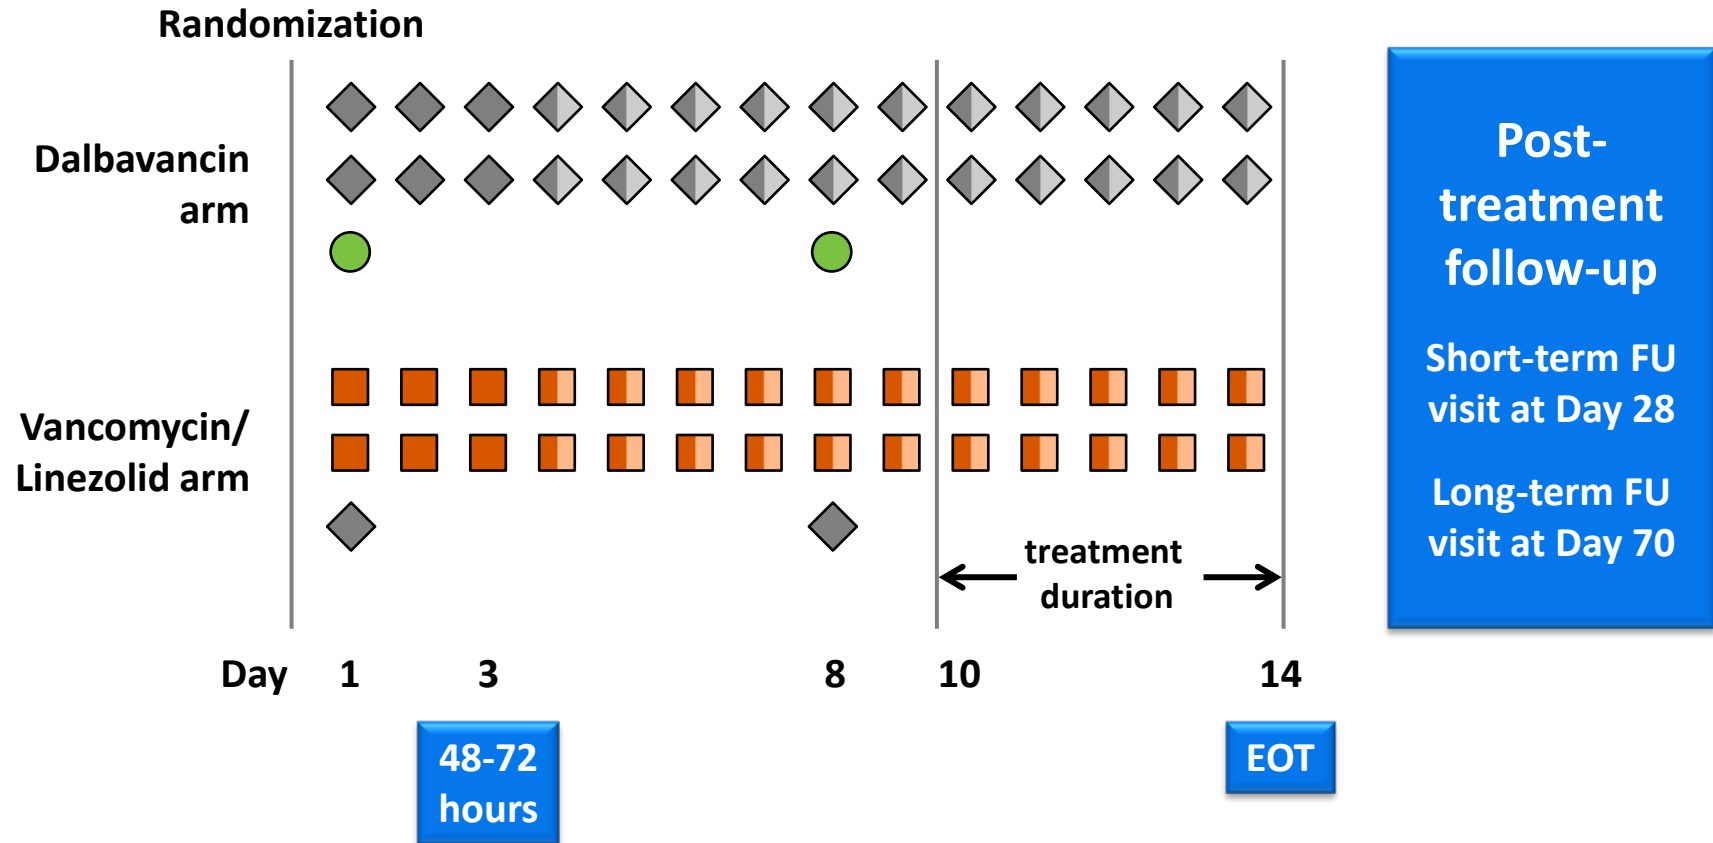 Randomization
Dalbavancin
arm
Vancomycin/
Linezolid arm
treatment
duration
Day 1 3 8 10 14
48-72
hours
EOT
Post-
treatment
follow-up
Short-term FU
visit at Day 28
Long-term FU
visit at Day 70